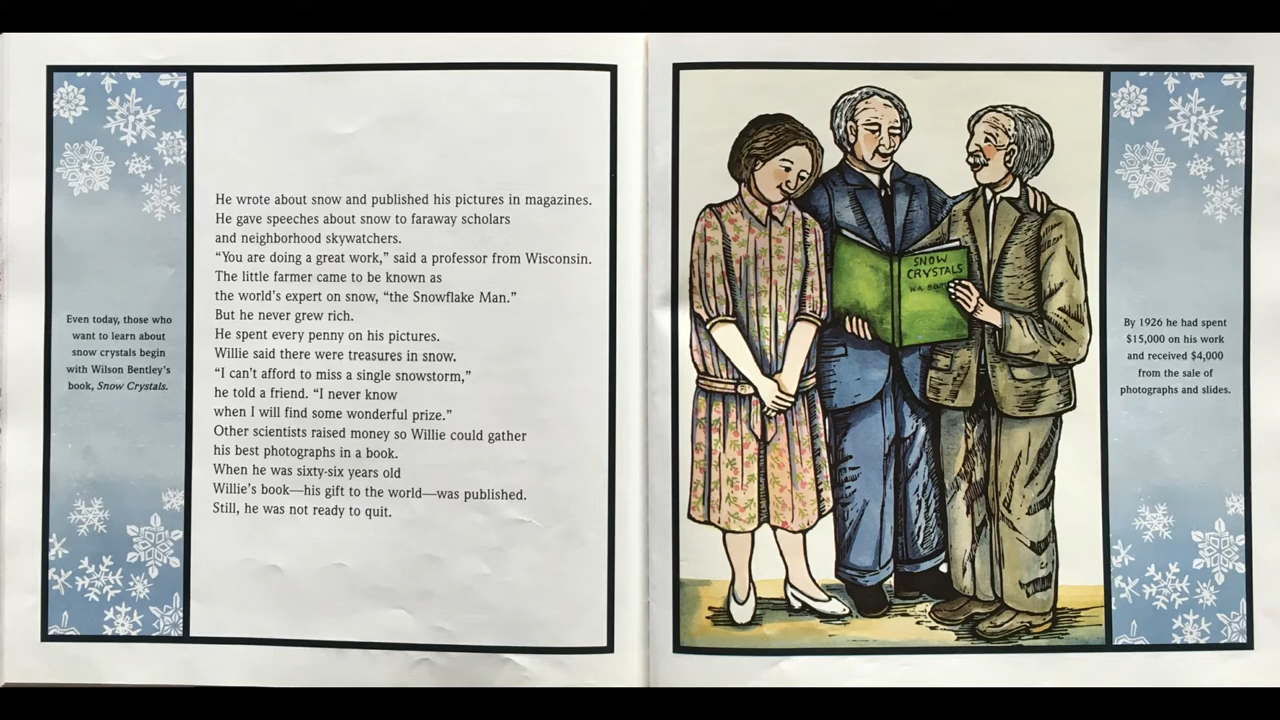 Even today, those who
want to learn about
snow crystals begin
with Wilson Bentley's
book, Snow Crystals.
He wrote about snow and published his pictures in magazines.
He gave speeches about snow to faraway scholars
and neighborhood skywatchers.
“You are doing a great work,” said a professor from Wisconsin.
The little farmer came to be known as
the world's expert on snow, “the Snowflake Man.”
But he never grew rich.
He spent every penny on his pictures.
Willie said there were treasures in snow.
“I can't afford to miss a single snowstorm,”
he told a friend. “I never know
when I will find some wonderful prize.”
Other scientists raised money so Willie could gather
his best photographs in a book.
When he was sixty-six years old
Willie's book—his gift to the world—was published.
Still, he was not ready to quit.
SNOW
CRYSTALS
W.A.
By 1926 he had spent
$15,000 on his work
and received $4,000
from the sale of
photographs and slides.